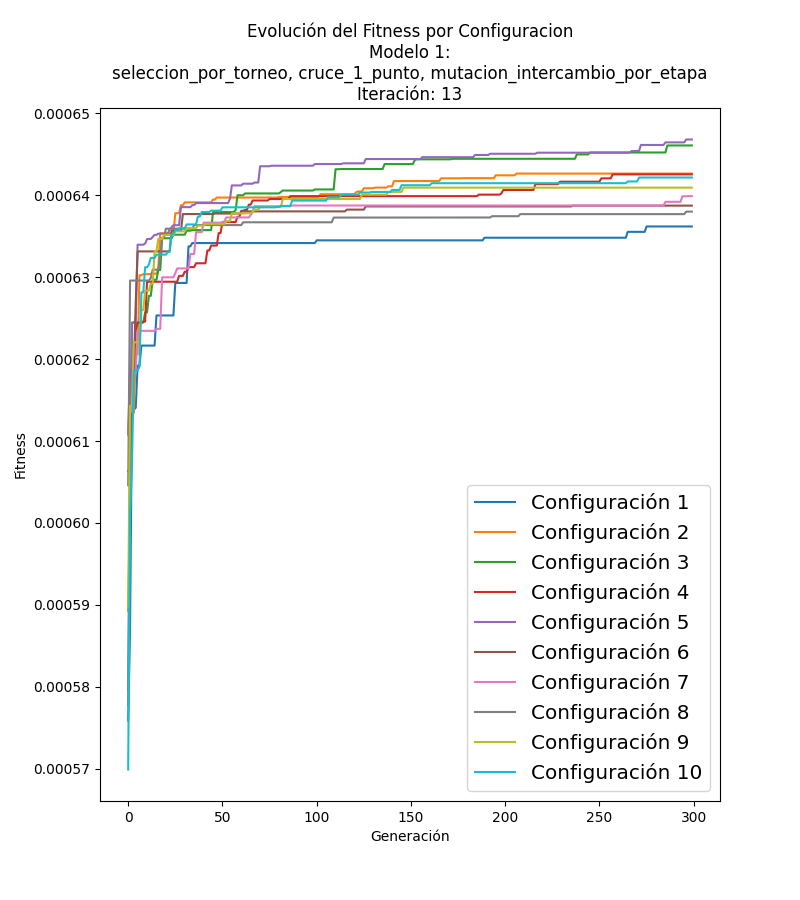 Evolución del Fitness por Configuracion
Modelo 1:
seleccion_por_torneo, cruce_1_punto, mutacion_intercambio_por_etapa
Iteración: 13
0.00065
0.00064
0.00063
0.00062
0.00061
0.00060
0.00059
0.00058
0.00057
Fitness
Configuración 1
Configuración 2
Configuración 3
Configuración 4
Configuración 5
Configuración 6
Configuración 7
Configuración 8
Configuración 9
Configuración 10
0 50 100 150 200 250 300
Generación